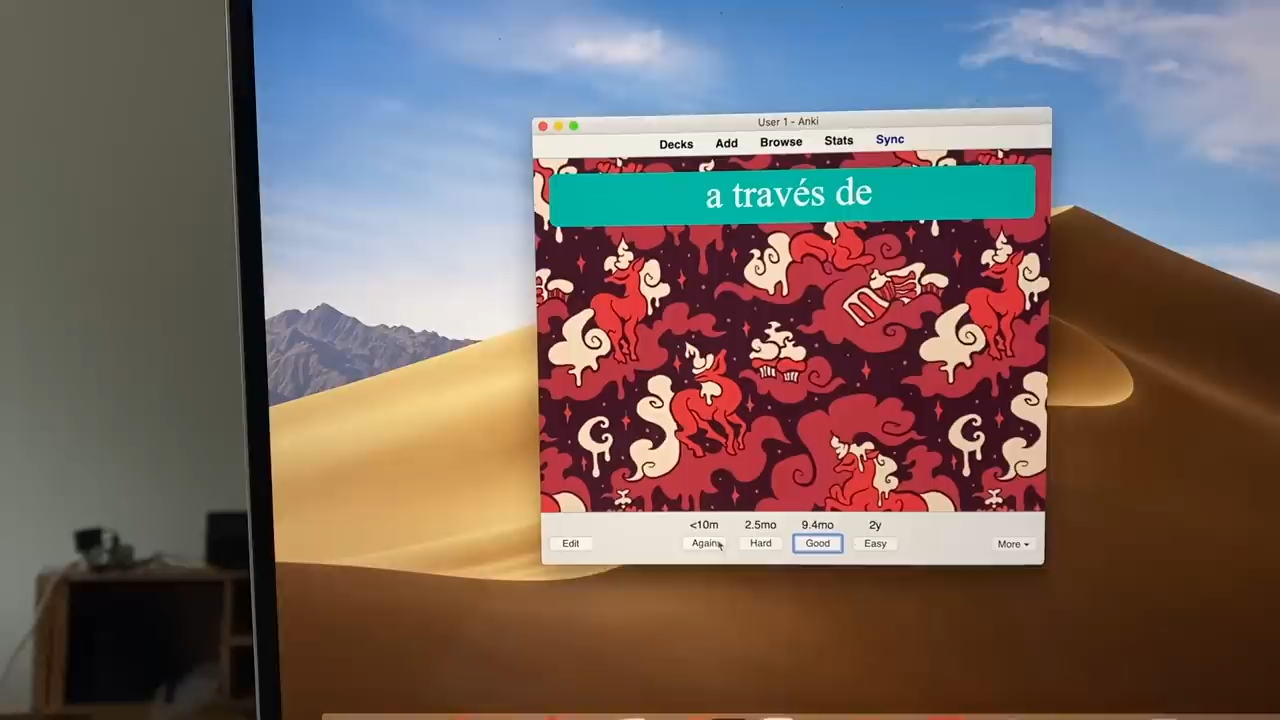 User 1 - Anki
Decks Add Browse Stats Sync
a través de
<10m 2.5mo 9.4mo 2y
Edit Again Hard Good Easy More